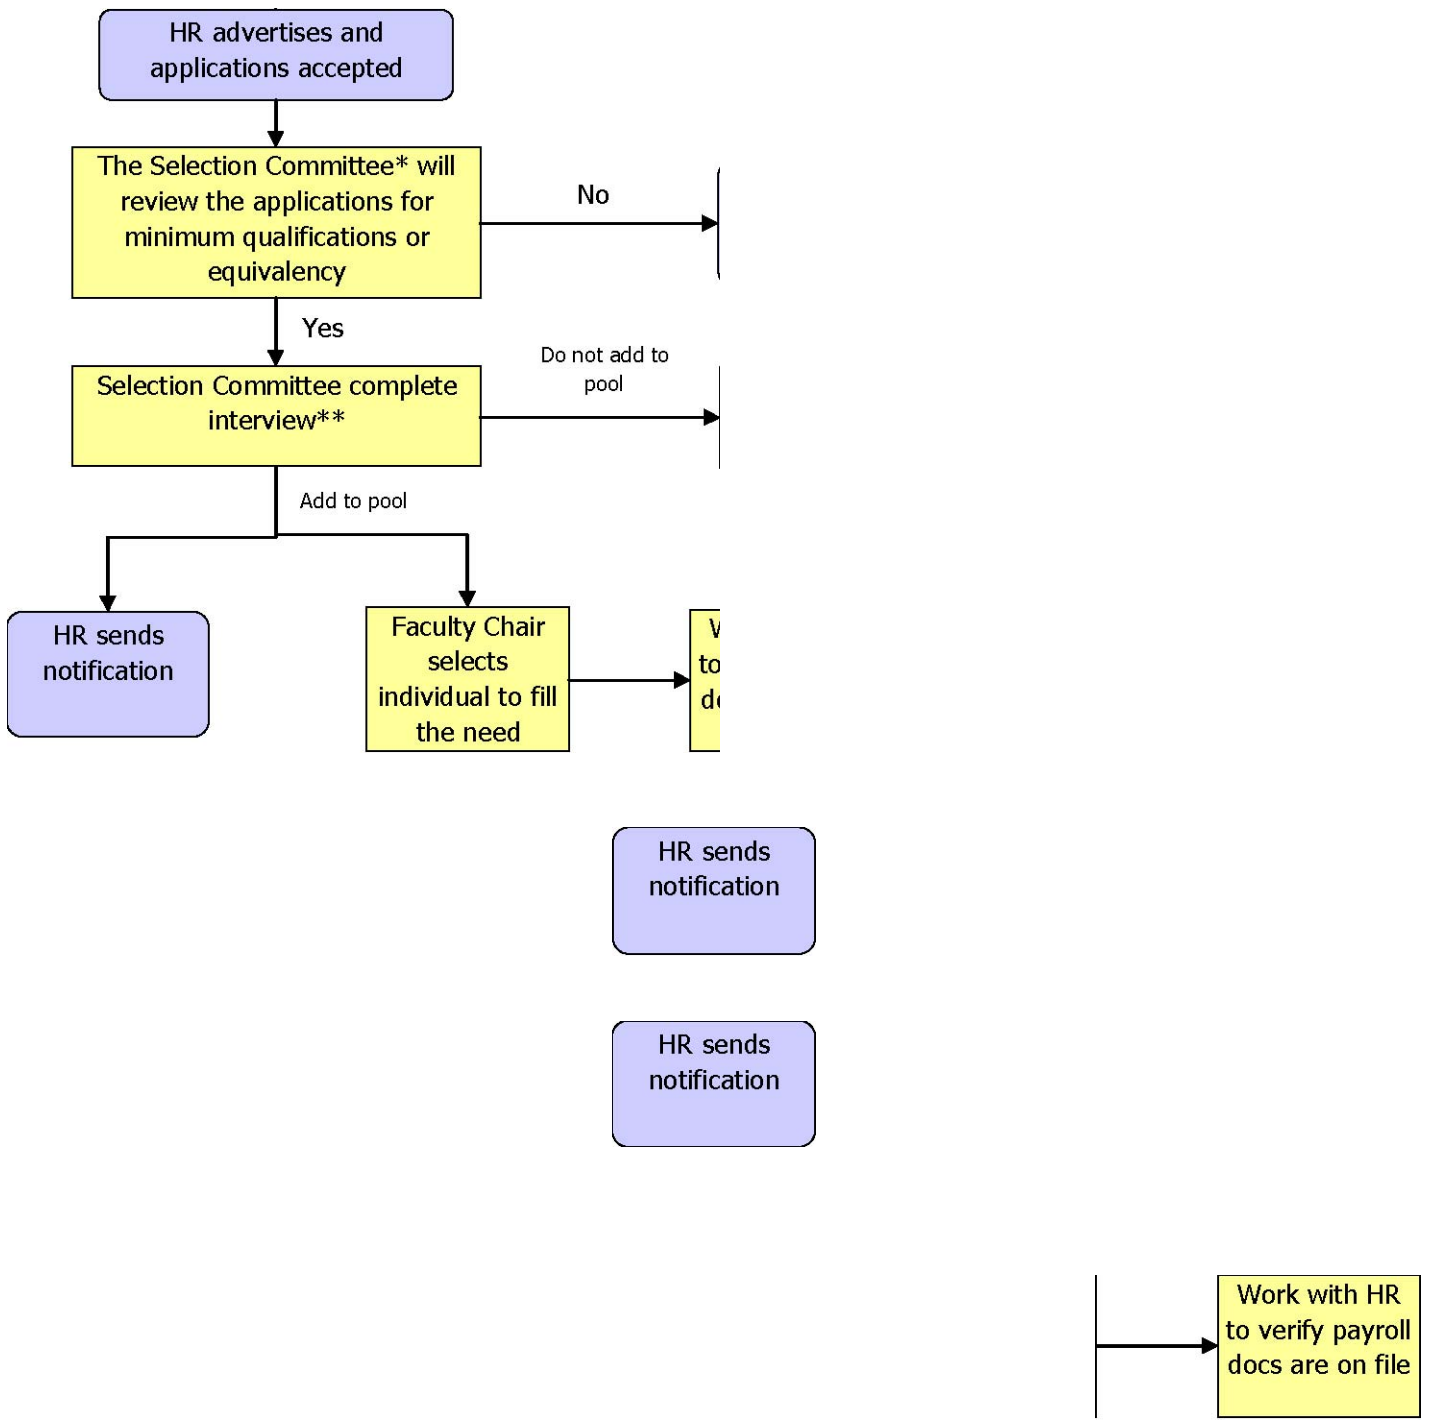 HR advertises and
applications accepted
The Selection Committee* will
review the applications for
minimum qualifications or
equivalency
No
Yes
Selection Committee complete
interview**
Do not add to
pool
Add to pool
HR sends
notification
Faculty Chair
selects
individual to fill
the need
to
HR sends
notification
HR sends
notification
Work with HR
to verify payroll
docs are on file